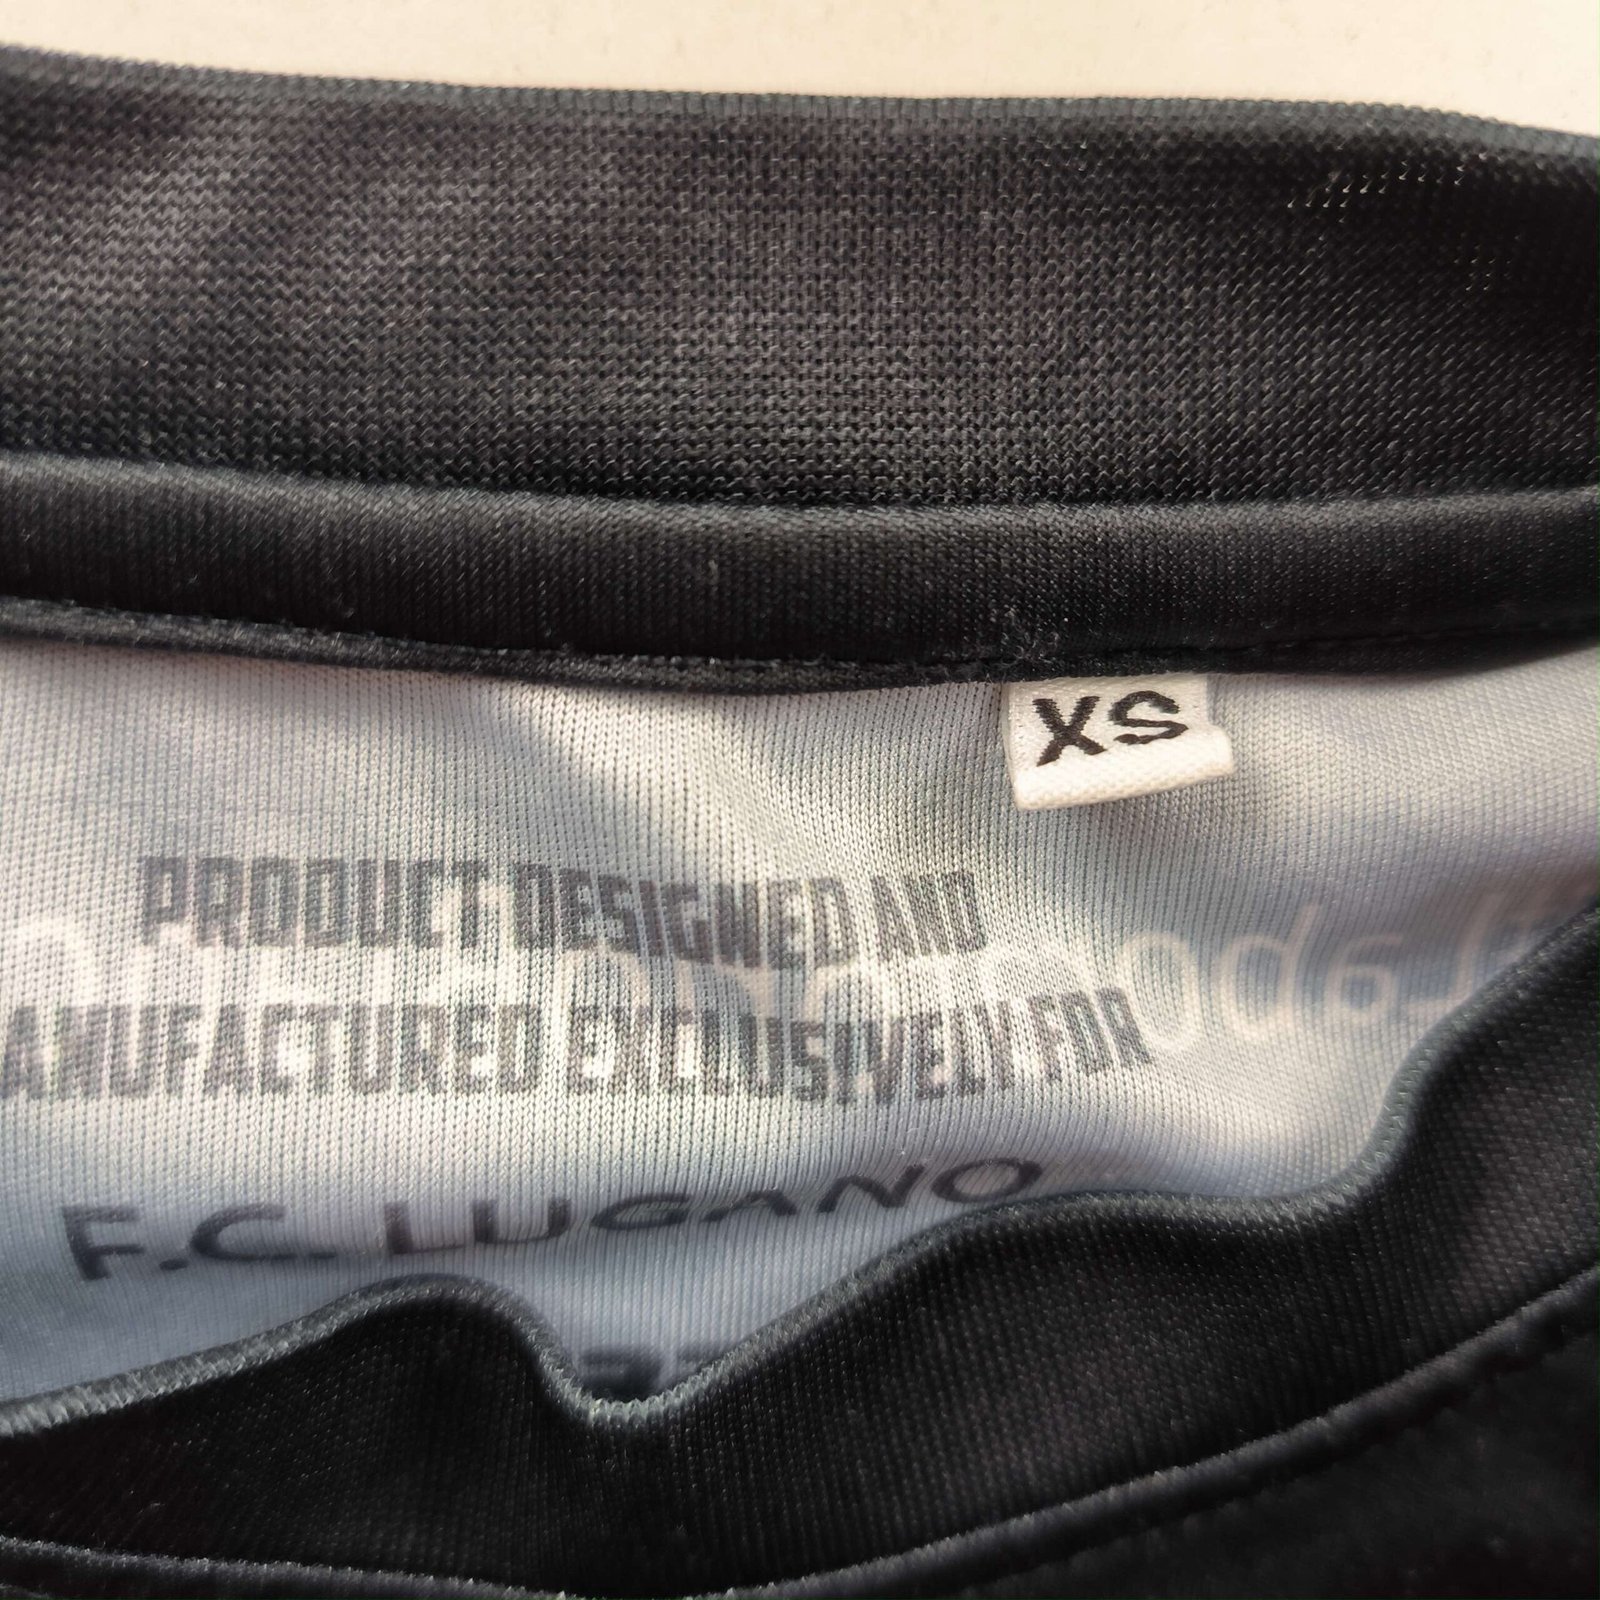 XS
PRODUCT DESIGNED AND
ANUFACTURED EXCLUSIVELY FOR
F.C. LUGANO